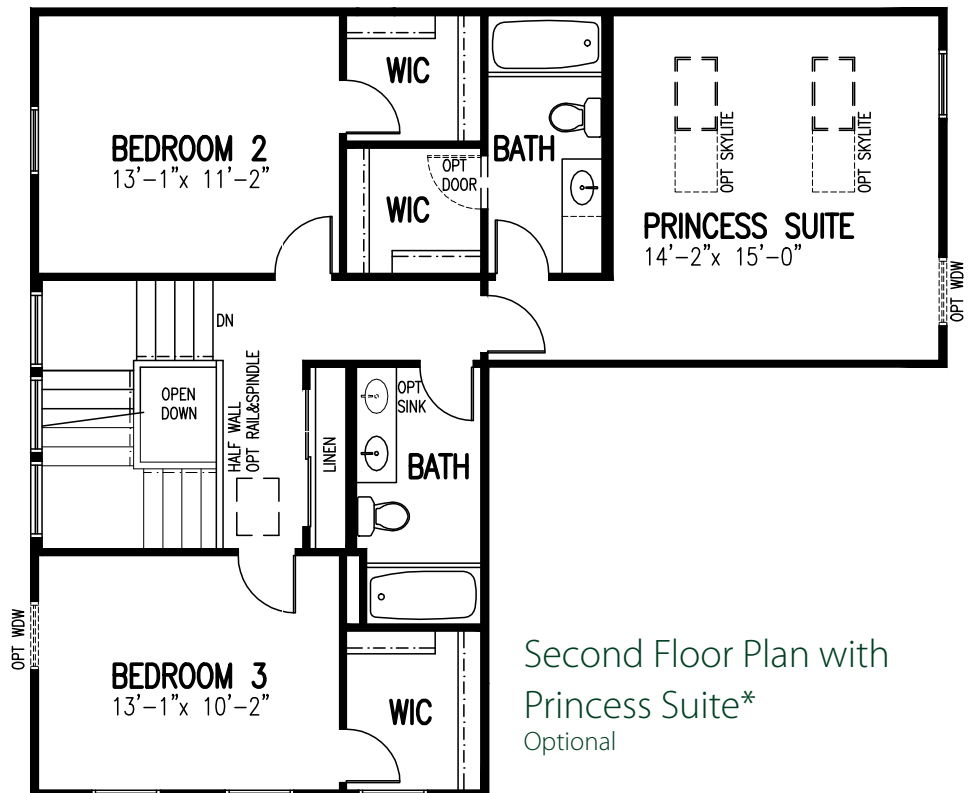 WIC
BEDROOM 2
13'-1"x 11'-2"
OPT
DOOR
WIC
BATH
OPT SKYLITE
OPT SKYLITE
PRINCESS SUITE
14'-2"x 15'-0"
OPT WDW
DN
OPEN
DOWN
HALF WALL
OPT RAIL&SPINDLE
LINEN
OPT
SINK
BATH
OPT WDW
BEDROOM 3
13'-1"x 10'-2"
WIC
Second Floor Plan with
Princess Suite*
Optional